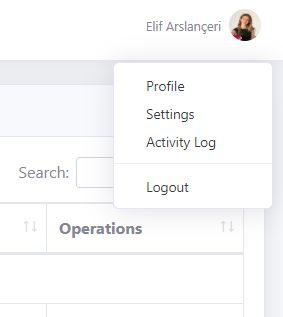 Elif Arslançeri
Profile
Settings
Activity Log
Search:
Logout
Operations